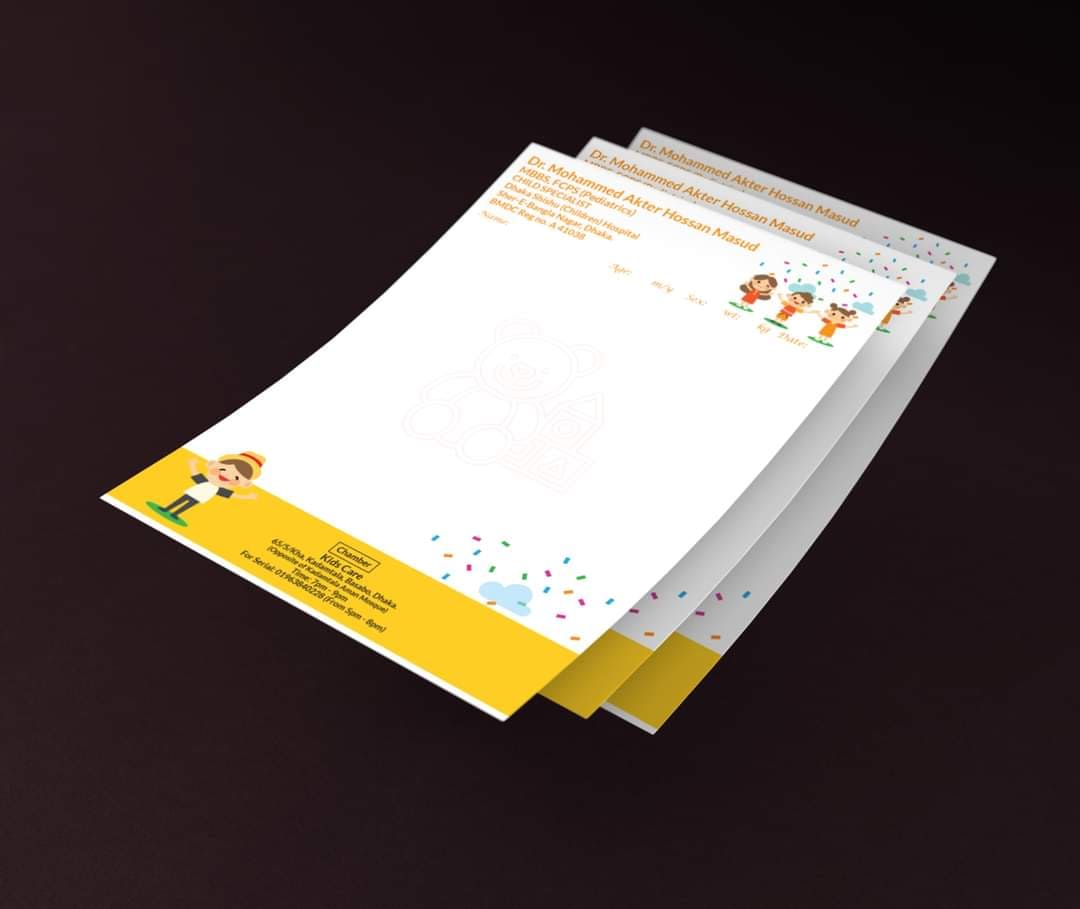 Dr. Mohammed Akter Hossan Masud
MBBS, FCPS (Pediatrics)
CHILD SPECIALIST
Dhaka Shishu (Children) Hospital
Sher-E-Bangla Nagar, Dhaka.
BMDC Reg no. A 41038
Name: Age: m/y Sex: wt: kg Date:
Chamber
Kids Care
65/5/Kha, Kadamtala, Basabo, Dhaka.
(Opposite of Kadamtala Aman Mosque)
Time: 7pm - 9pm
For Serial: 01963840228 (From 5pm - 8pm)
Dr. Mohammed Akter Hossan Masud
Dr. Mohammed Akter Hossan Masud